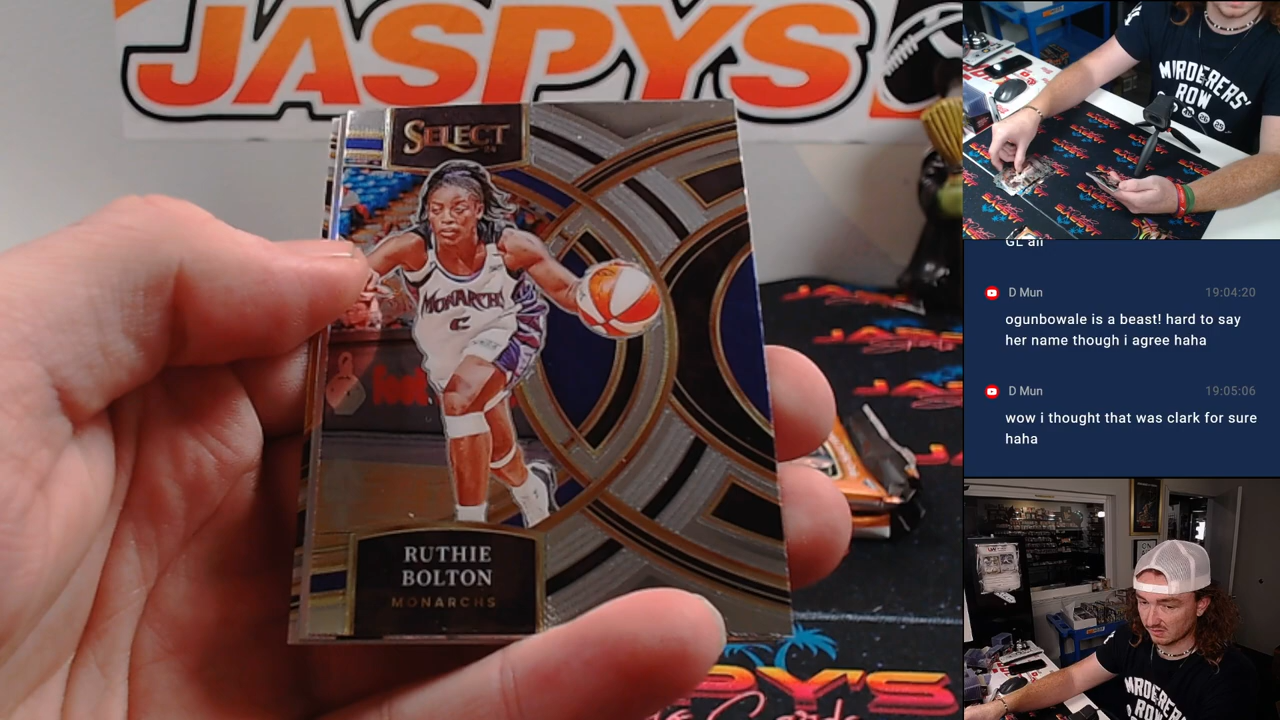 JASPYS
SELECT
MONARCHS
RUTHIE
BOLTON
MONARCHS
MURDERERS'
ROW
D Mun 19:04:20
ogunbowale is a beast! hard to say
her name though i agree haha
D Mun 19:05:06
wow i thought that was clark for sure
haha
MURDERERS'
ROW